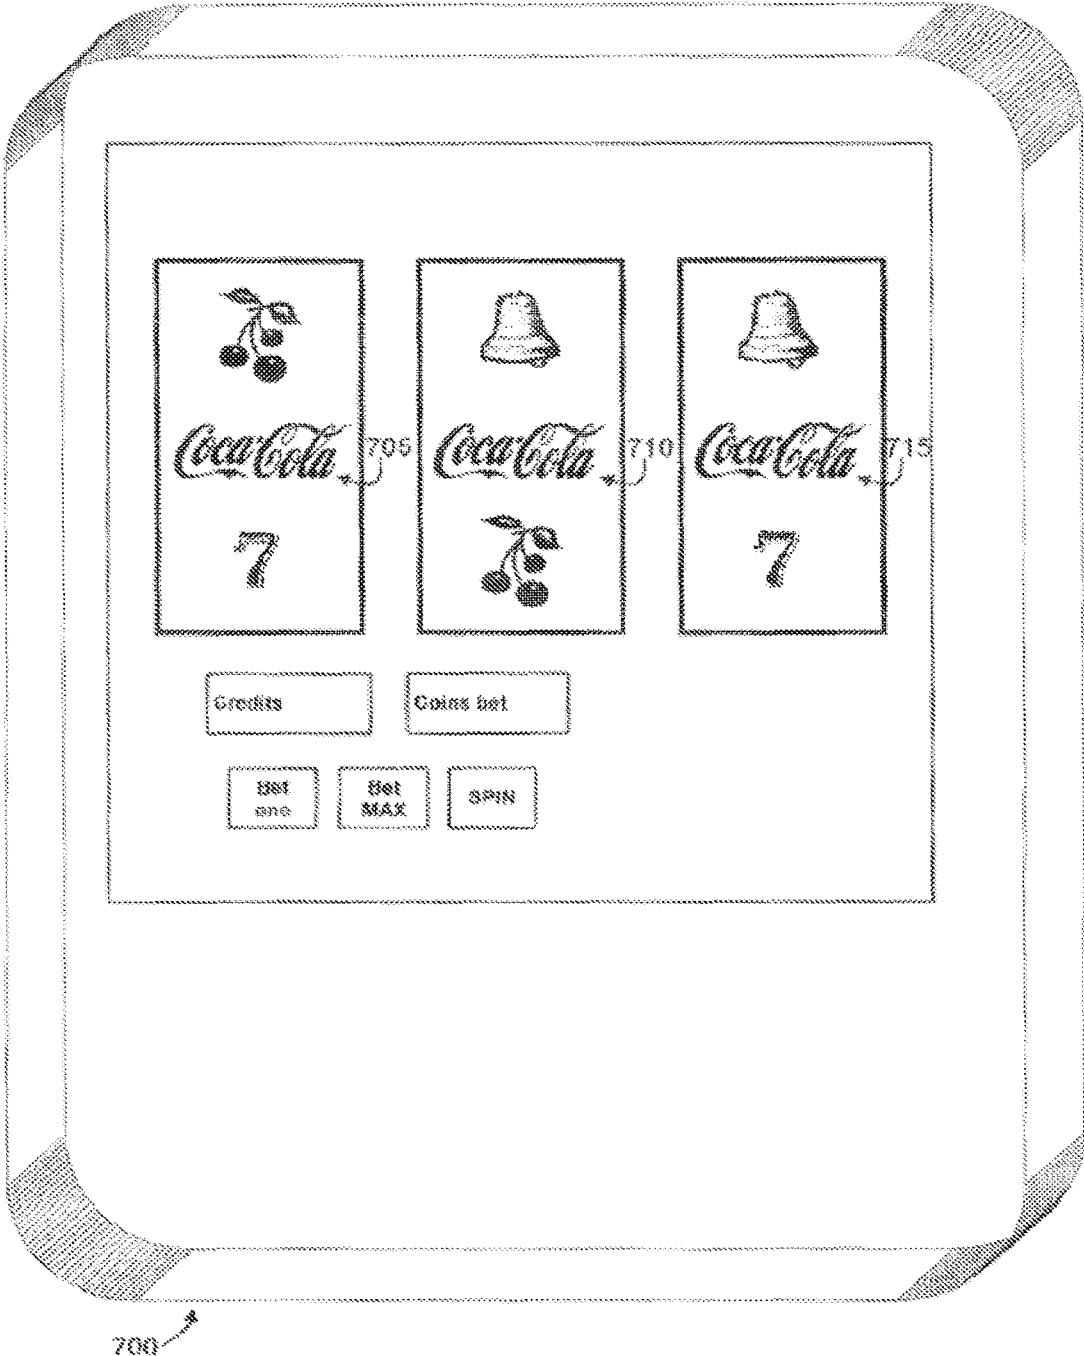 Coca-Cola 705 Coca-Cola 710 Coca-Cola 715
7 7
Credits Coins bet
Bet Bet SPIN
one MAX
700